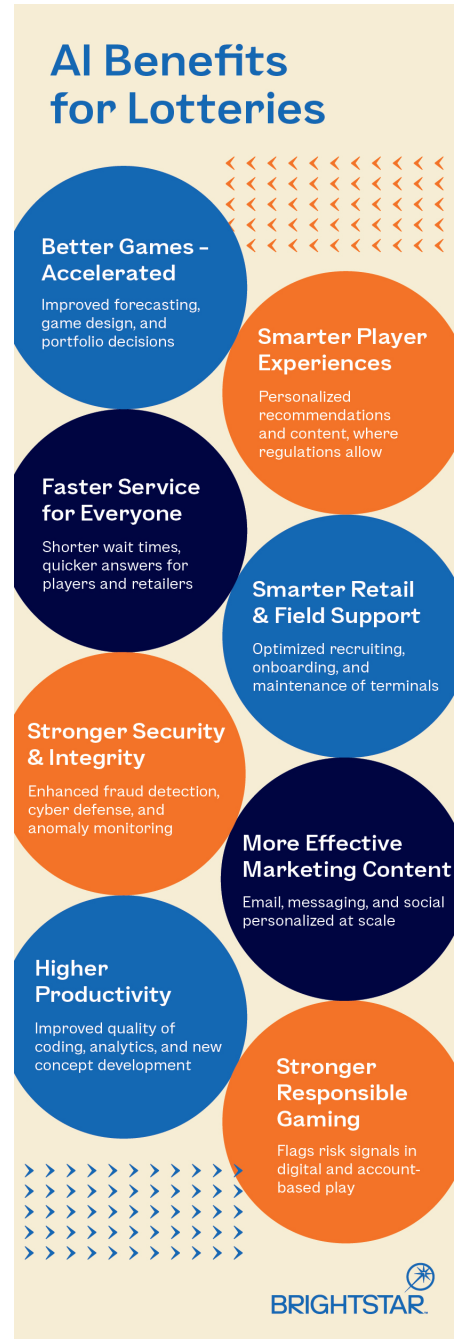 AI Benefits
for Lotteries
Better Games –
Accelerated
Improved forecasting,
game design, and
portfolio decisions
Smarter Player
Experiences
Personalized
recommendations
and content, where
regulations allow
Faster Service
for Everyone
Shorter wait times,
quicker answers for
players and retailers
Smarter Retail
& Field Support
Optimized recruiting,
onboarding, and
maintenance of terminals
Stronger Security
& Integrity
Enhanced fraud detection,
cyber defense, and
anomaly monitoring
More Effective
Marketing Content
Email, messaging, and social
personalized at scale
Higher
Productivity
Improved quality of
coding, analytics, and new
concept development
Stronger
Responsible
Gaming
Flags risk signals in
digital and account-
based play
BRIGHTSTAR™